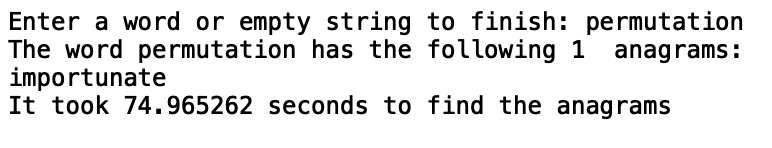 Enter a word or empty string to finish: permutation
The word permutation has the following 1  anagrams:
importunate
It took 74.965262 seconds to find the anagrams